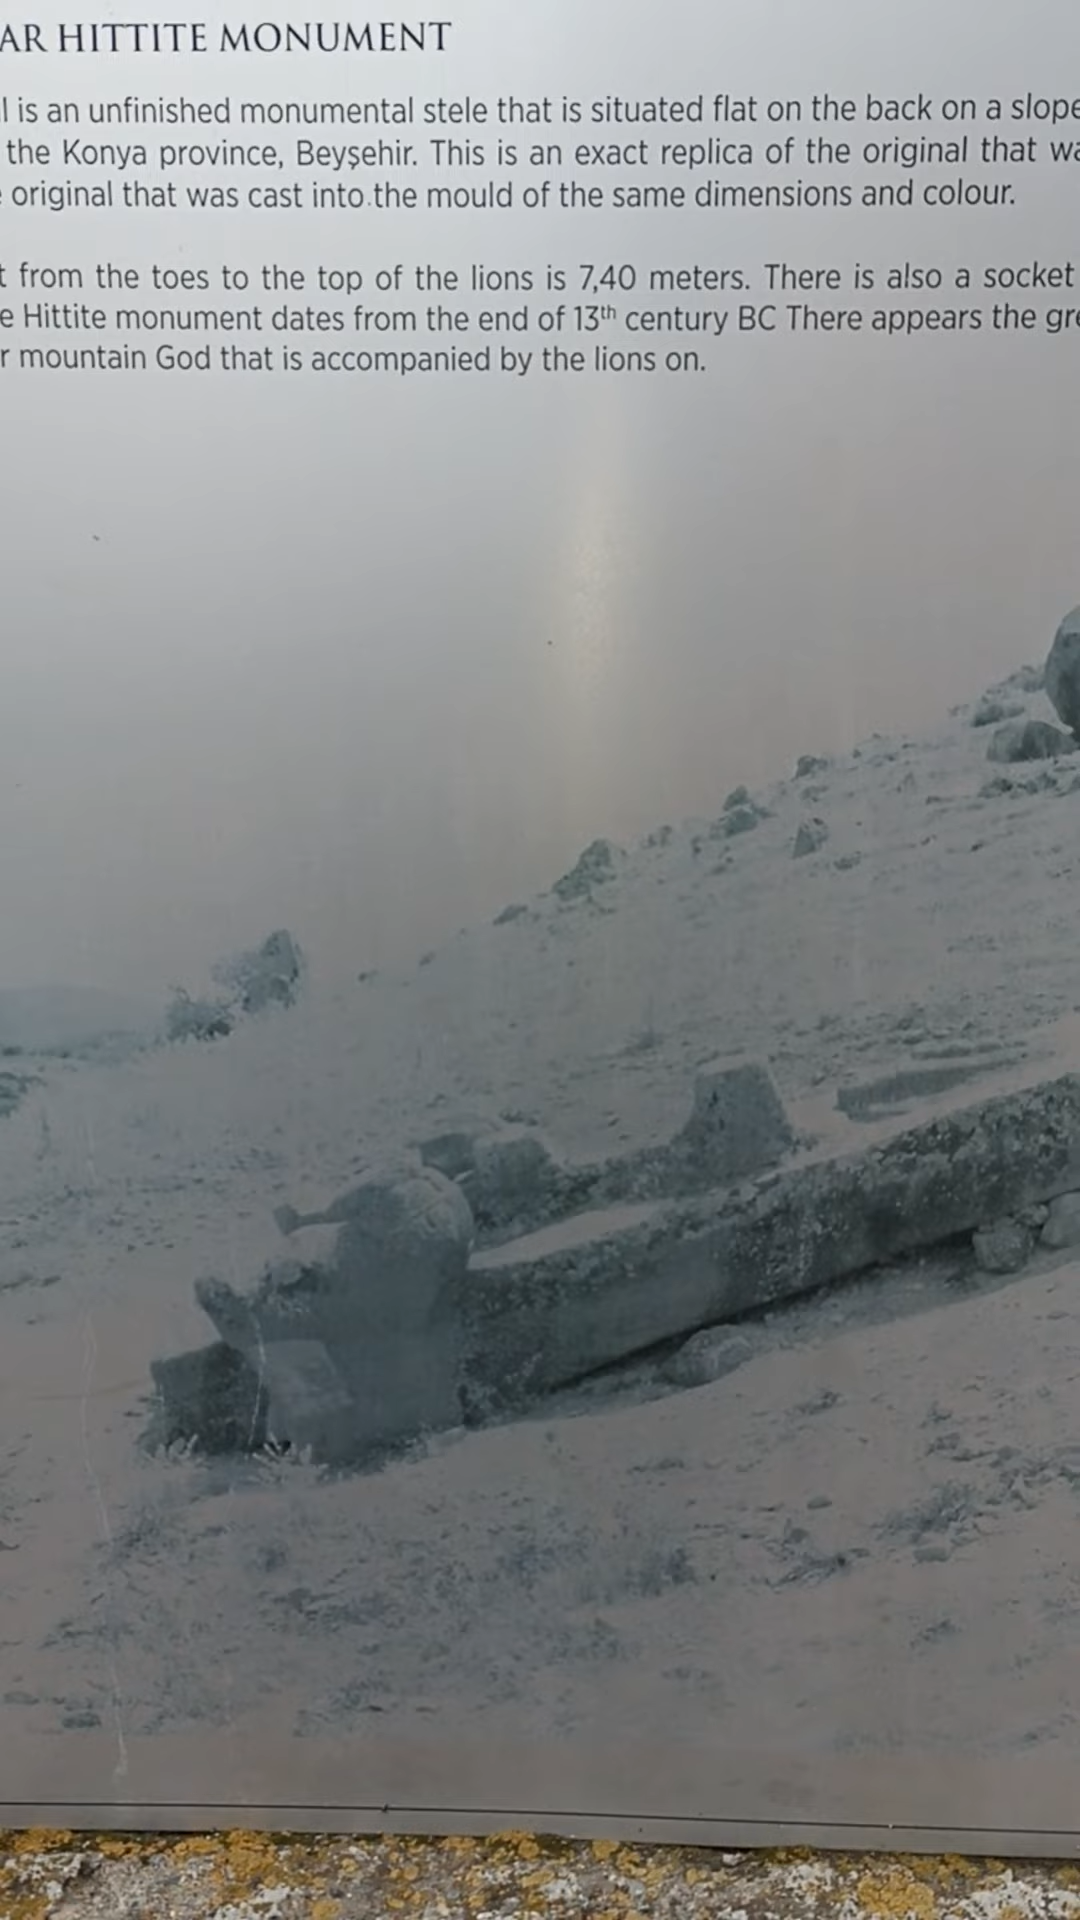 AR HITTITE MONUMENT
l is an unfinished monumental stele that is situated flat on the back on a slope
the Konya province, Beyşehir. This is an exact replica of the original that wa
original that was cast into the mould of the same dimensions and colour.
t from the toes to the top of the lions is 7,40 meters. There is also a socket
e Hittite monument dates from the end of 13th century BC There appears the gre
r mountain God that is accompanied by the lions on.